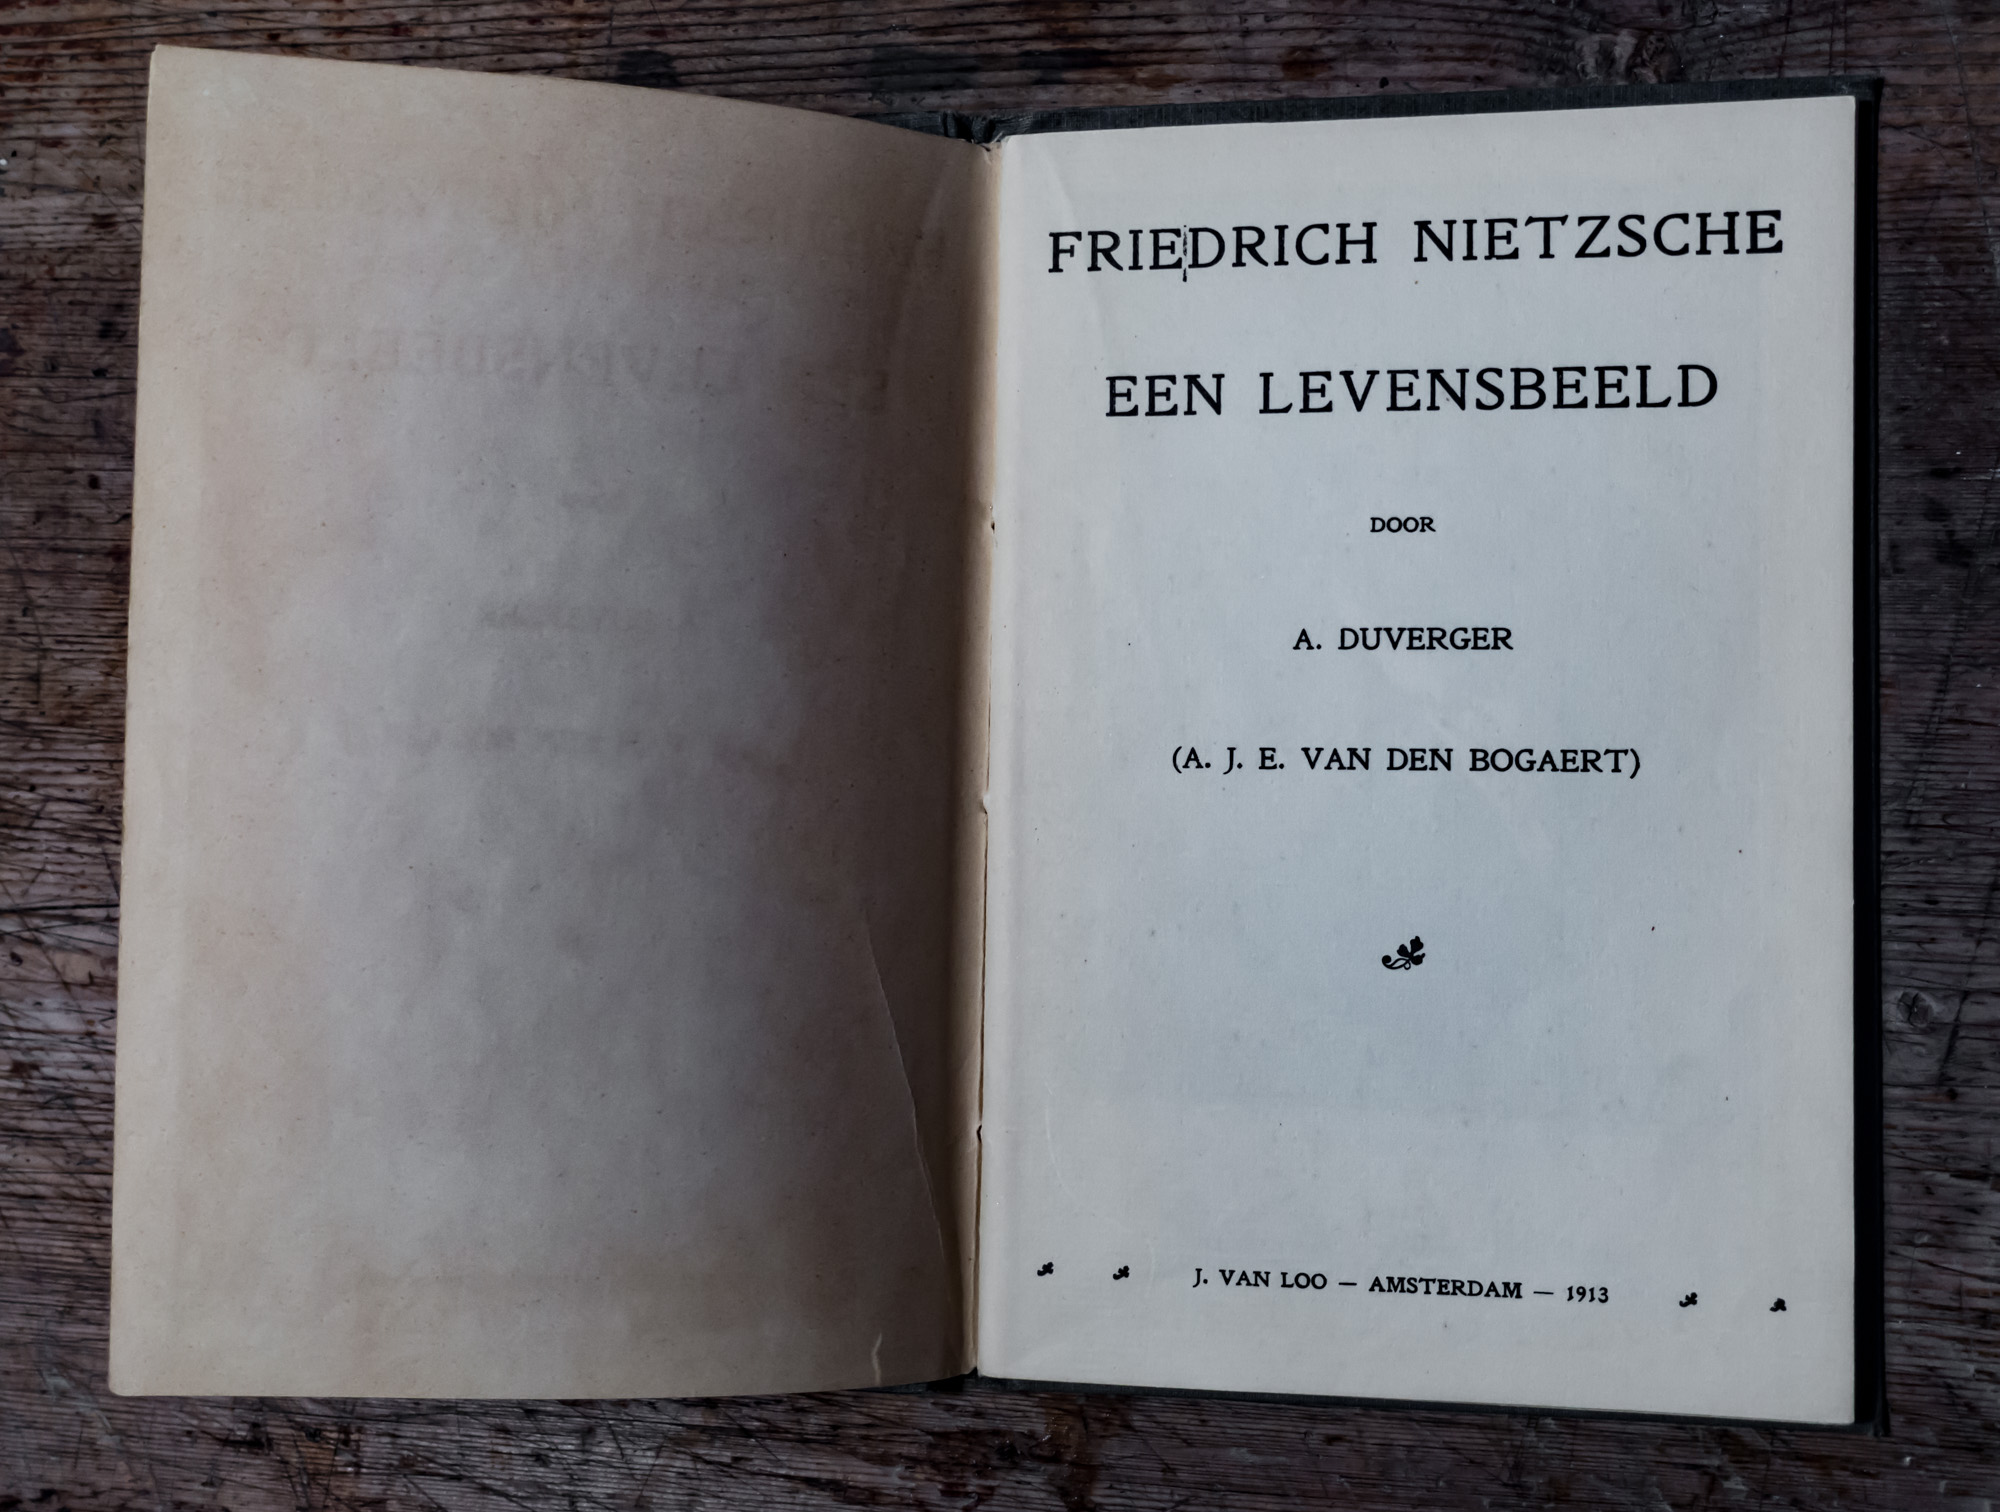 FRIEDRICH NIETZSCHE
EEN LEVENSBEELD
DOOR
A. DUVERGER
(A. J. E. VAN DEN BOGAERT)
J. VAN LOO — AMSTERDAM — 1913